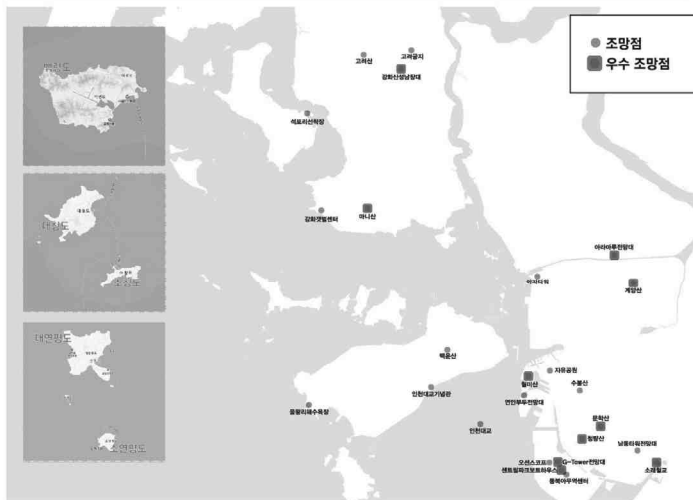 조망점
우수 조망점
고려산
고려궁지
강화산성남장대
석포리선착장
강화갯벌센터
마니산
아라마루전망대
계양산
백운산
인천대교기념관
을왕리해수욕장
인천대교
자유공원
월미산
수봉산
연안부두전망대
문학산
청량산
남동타워전망대
오션스코프
G-Tower전망대
센트럴파크보트하우스
동북아무역센터
소래철교
대청도
소청도
대연평도
소연평도